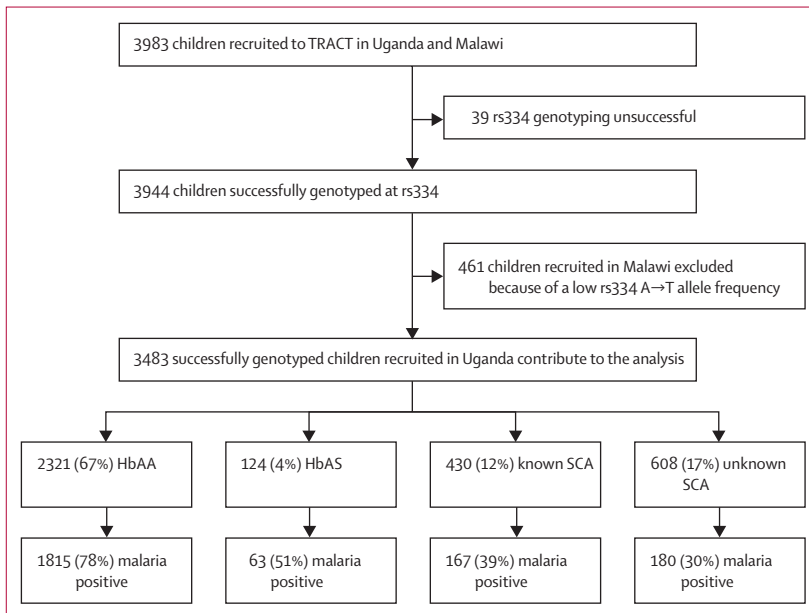 3983 children recruited to TRACT in Uganda and Malawi
39 rs334 genotyping unsuccessful
3944 children successfully genotyped at rs334
461 children recruited in Malawi excluded
because of a low rs334 A→T allele frequency
3483 successfully genotyped children recruited in Uganda contribute to the analysis
2321 (67%) HbAA
124 (4%) HbAS
430 (12%) known SCA
608 (17%) unknown
SCA
1815 (78%) malaria
positive
63 (51%) malaria
positive
167 (39%) malaria
positive
180 (30%) malaria
positive